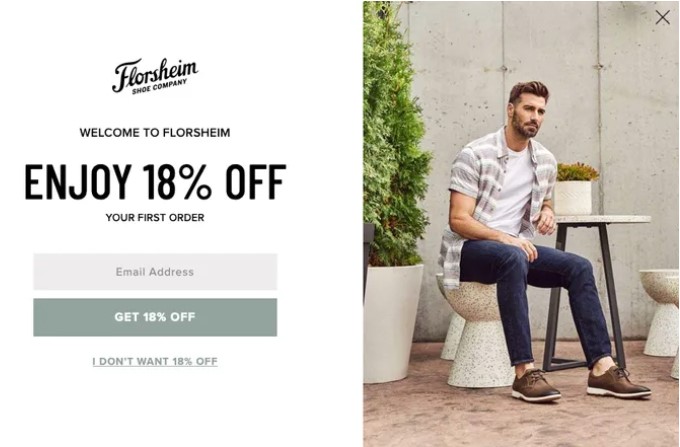 Florsheim
SHOE COMPANY
WELCOME TO FLORSHEIM
ENJOY 18% OFF
YOUR FIRST ORDER
Email Address
GET 18% OFF
I DON'T WANT 18% OFF